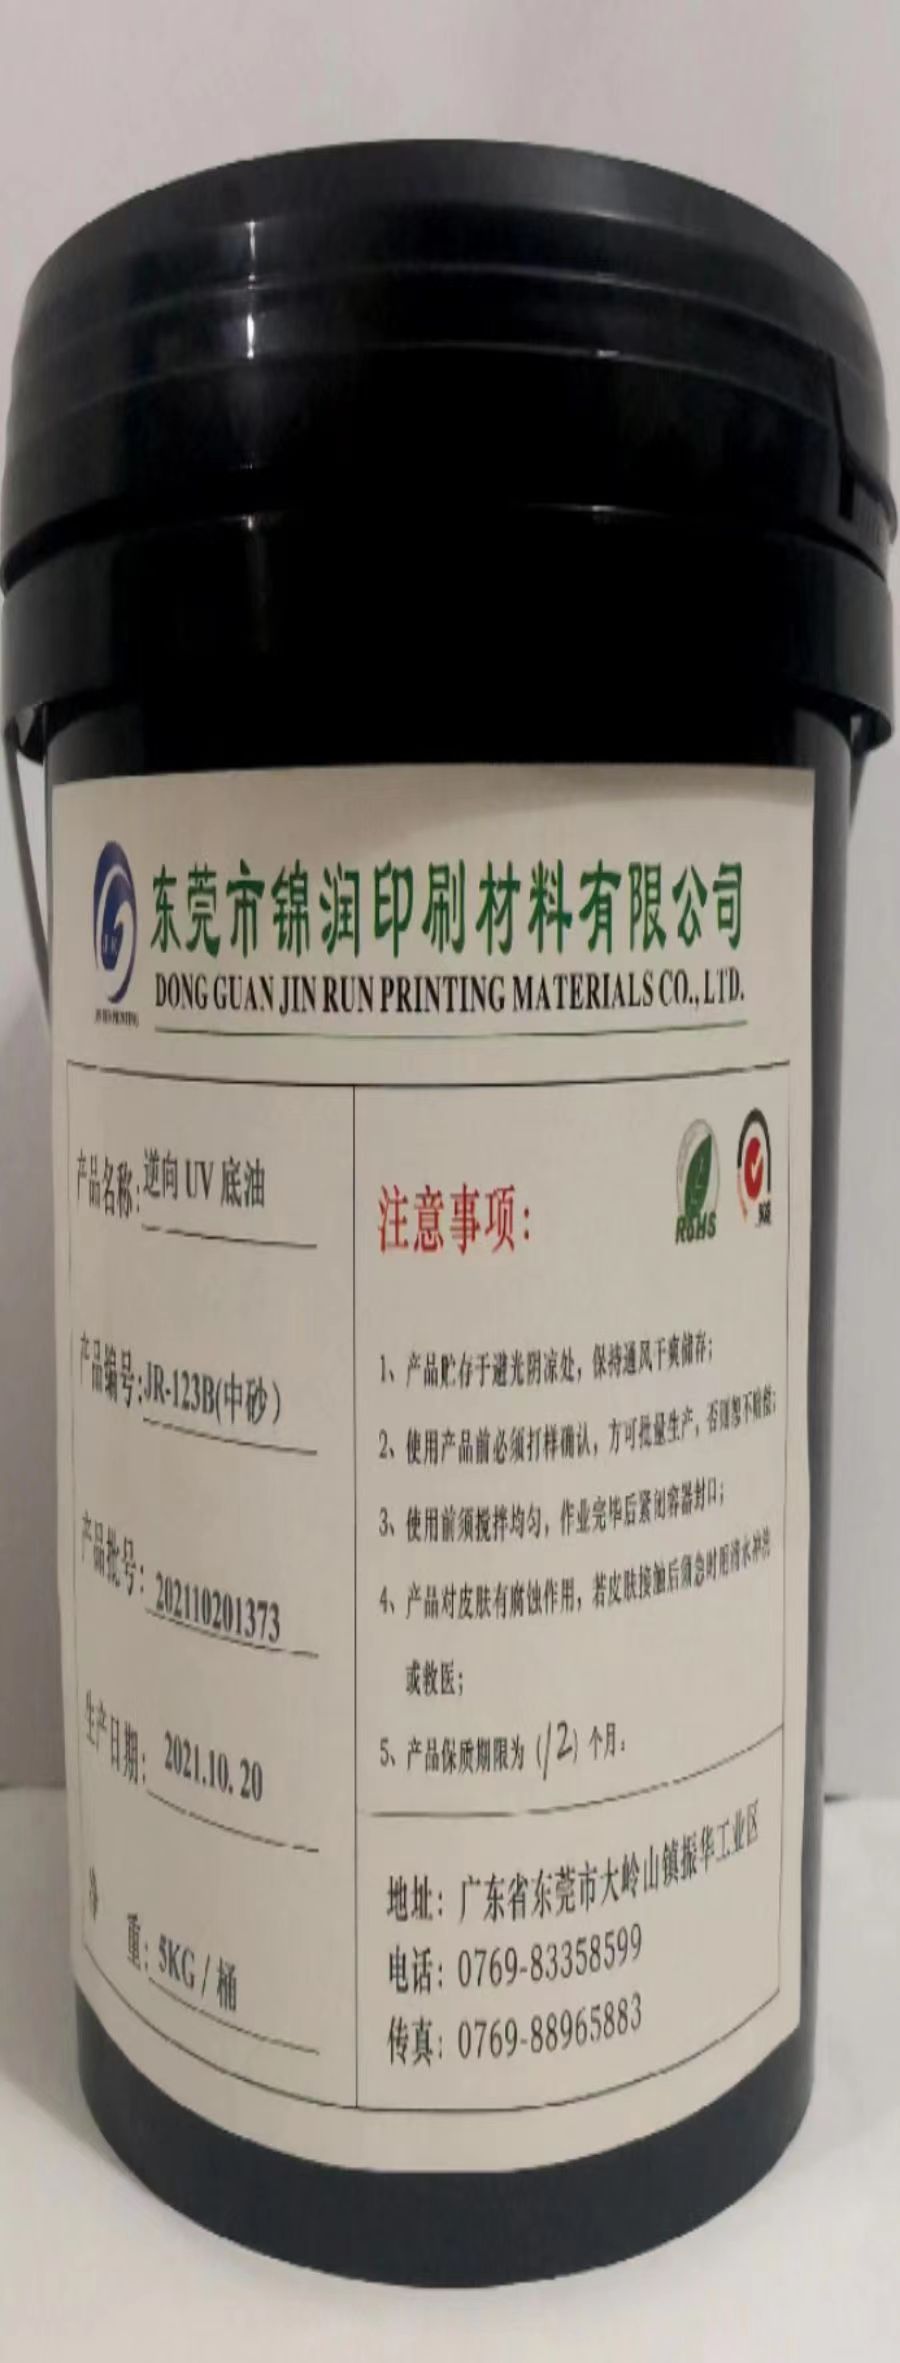 东莞市锦润印刷材料有限公司
DONG GUAN JIN RUN PRINTING MATERIALS CO.,LTD.
JIN RUN PRINTING
产品名称:逆向 UV 底油
产品编号:JR-123B(中砂)
产品批号:202110201373
生产日期:2021.10.20
净 重:5KG/桶
注意事项:
RoHS
SGS
1、产品贮存于避光阴凉处,保持通风干爽储存;
2、使用产品前必须打样确认,方可批量生产,否则恕不赔偿;
3、使用前须搅拌均匀,作业完毕后紧闭容器封口;
4、产品对皮肤有腐蚀作用,若皮肤接触后须急时用清水冲洗
或救医;
5、产品保质期限为(12)个月。
地址:广东省东莞市大岭山镇振华工业区
电话:0769-83358599
传真:0769-88965883